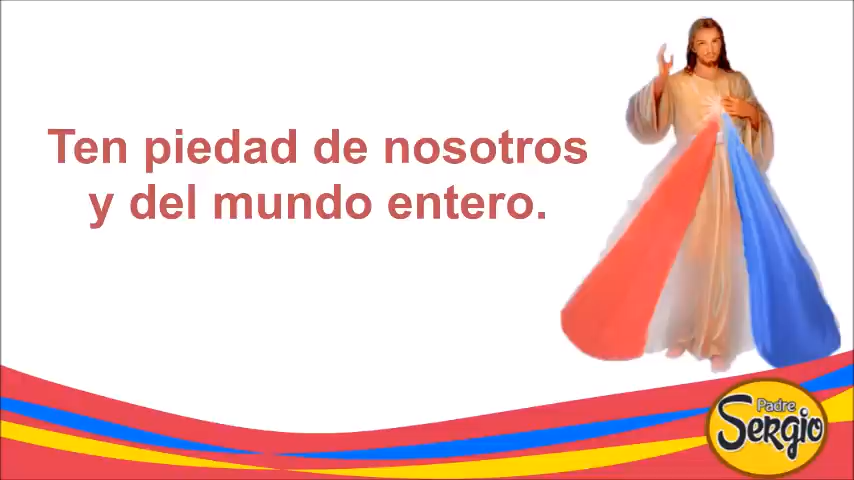 Ten piedad de nosotros
y del mundo entero.
Padre
Sergio